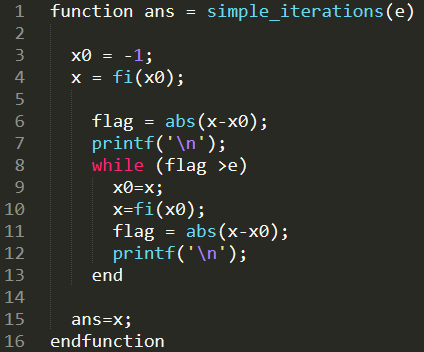 1 function ans = simple_iterations(e)
2
3 x0 = -1;
4 x = fi(x0);
5
6 flag = abs(x-x0);
7 printf('\n');
8 while (flag >e)
9 x0=x;
10 x=fi(x0);
11 flag = abs(x-x0);
12 printf('\n');
13 end
14
15 ans=x;
16 endfunction